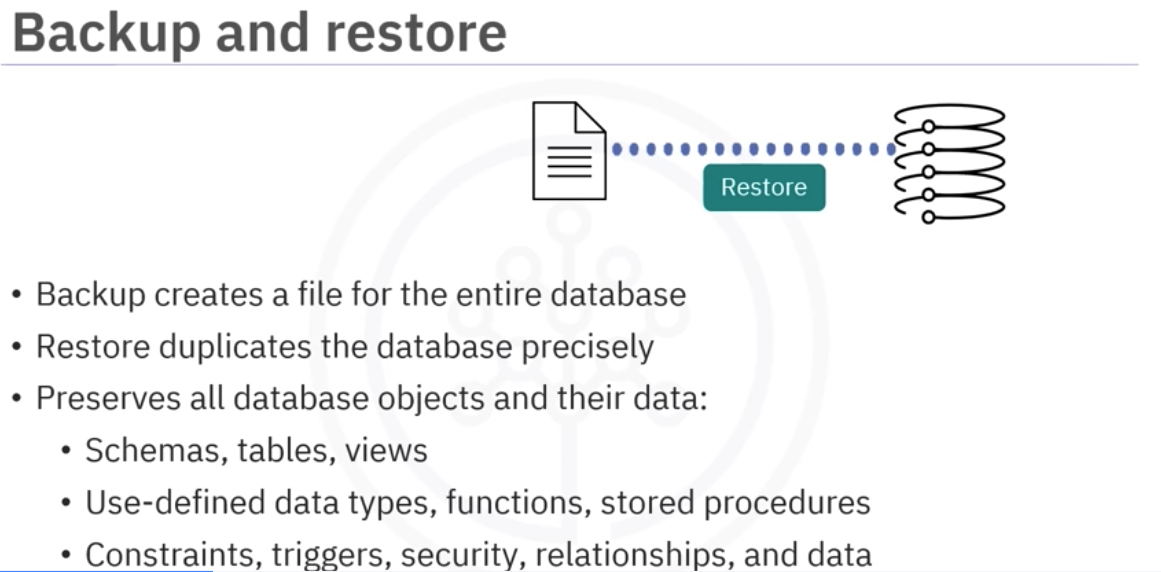 Backup and restore
Restore
• Backup creates a file for the entire database
• Restore duplicates the database precisely
• Preserves all database objects and their data:
• Schemas, tables, views
• Use-defined data types, functions, stored procedures
• Constraints, triggers, security, relationships, and data